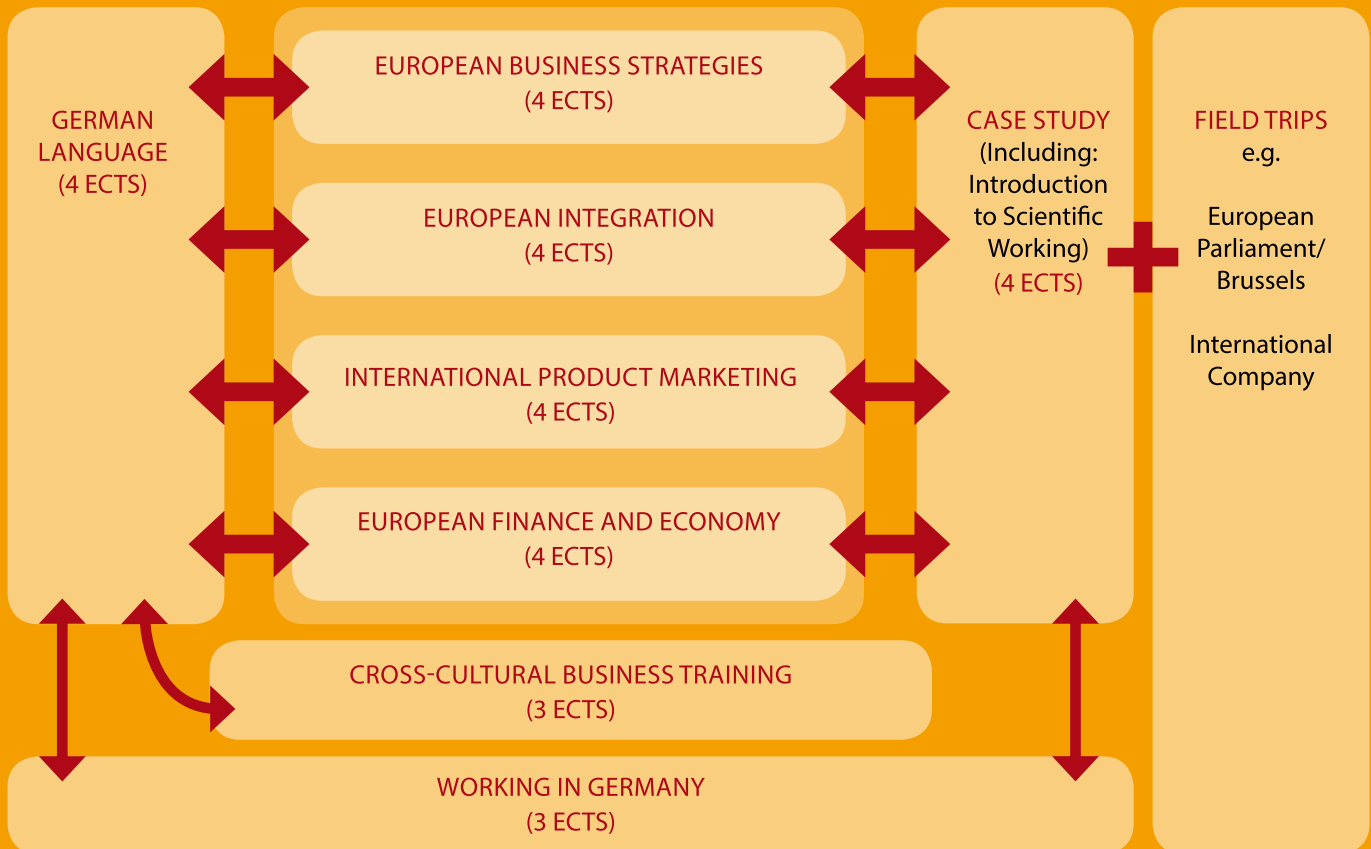 GERMAN
LANGUAGE
(4 ECTS)
EUROPEAN BUSINESS STRATEGIES
(4 ECTS)
EUROPEAN INTEGRATION
(4 ECTS)
INTERNATIONAL PRODUCT MARKETING
(4 ECTS)
EUROPEAN FINANCE AND ECONOMY
(4 ECTS)
CASE STUDY
(Including:
Introduction
to Scientific
Working)
(4 ECTS)
FIELD TRIPS
e.g.
European
Parliament/
Brussels
International
Company
CROSS-CULTURAL BUSINESS TRAINING
(3 ECTS)
WORKING IN GERMANY
(3 ECTS)